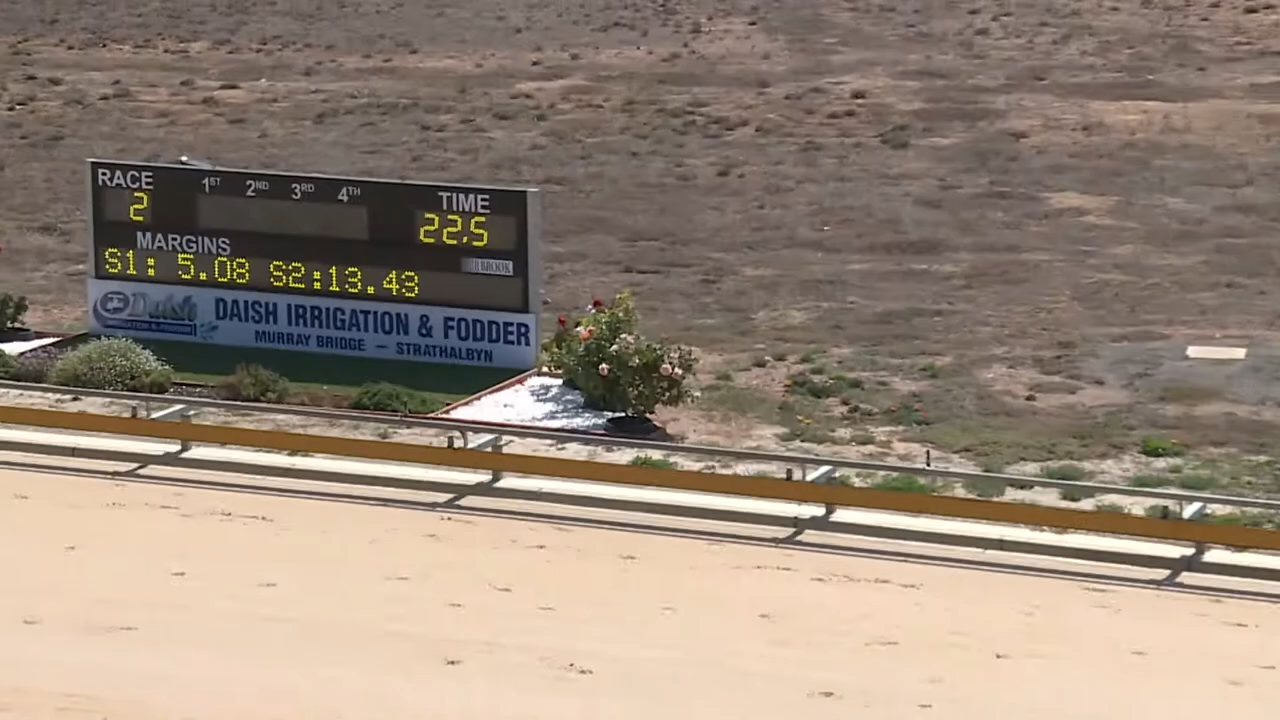 RACE 1ST 2ND 3RD 4TH TIME
2 22.5
MARGINS
S1: 5.08 S2:13.43
BROOK
Daish
DAISH IRRIGATION & FODDER
MURRAY BRIDGE — STRATHALBYN